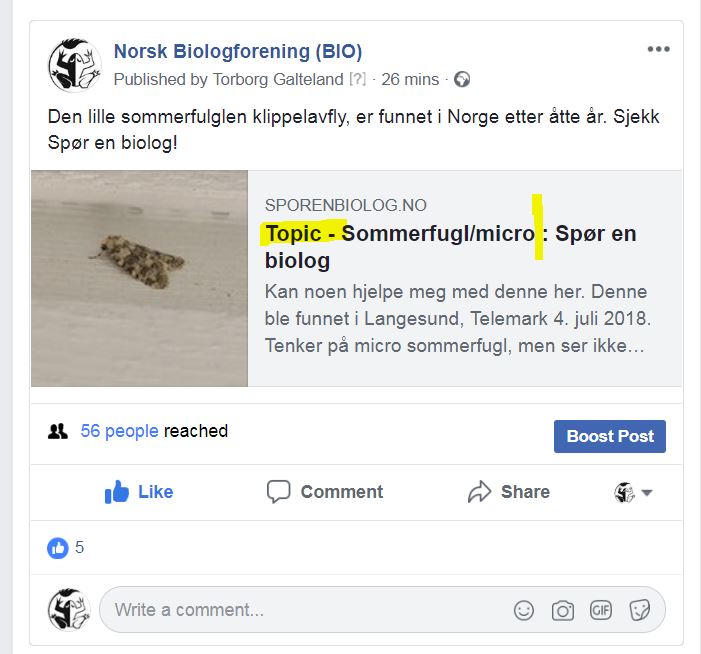 Norsk Biologforening (BIO)
Published by Torborg Galteland [?] · 26 mins ·
Den lille sommerfulglen klippelavfly, er funnet i Norge etter åtte år. Sjekk
Spør en biolog!
SPORENBIOLOG.NO
Topic - Sommerfugl/micro : Spør en
biolog
Kan noen hjelpe meg med denne her. Denne
ble funnet i Langesund, Telemark 4. juli 2018.
Tenker på micro sommerfugl, men ser ikke...
56 people reached
Boost Post
Like Comment Share
5
Write a comment...
GIF